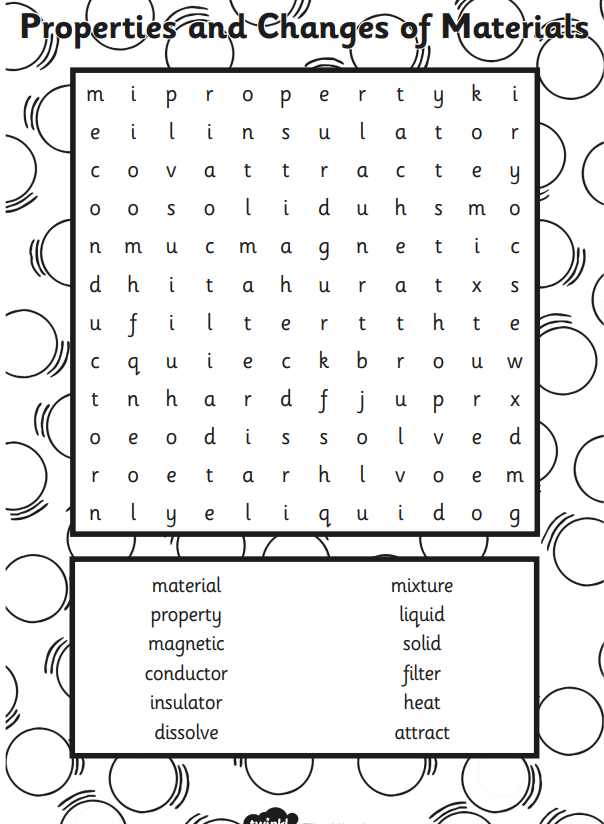 Properties and Changes of Materials
m i p r o p e r t y k i
e i l i n s u l a t o r
c o v a t t r a c t e y
o o s o l i d u h s m o
n m u c m a g n e t i c
d h i t a h u r a t x s
u f i l t e r t t h t e
c q u i e c k b r o u w
t n h a r d f j u p r x
o e o d i s s o l v e d
r o e t a r h l v o e m
n l y e l i q u i d o g
material mixture
property liquid
magnetic solid
conductor filter
insulator heat
dissolve attract